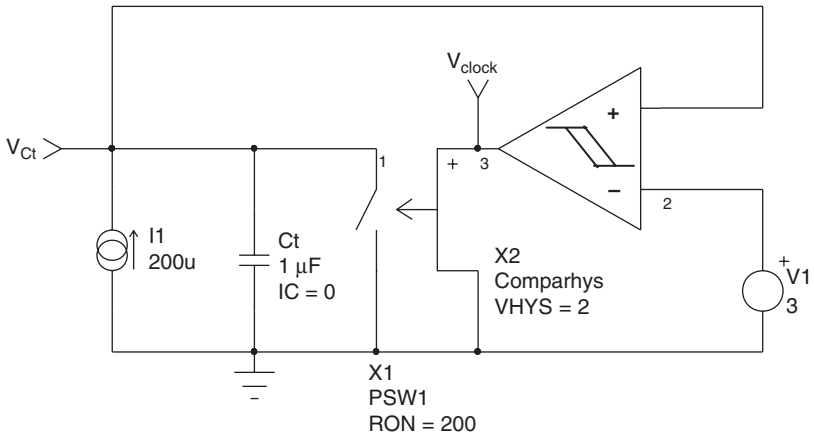 V_clock
+
V_Ct
1
+
3
−
2
I1
200u
Ct
1 μF
IC = 0
X2
Comparhys
VHYS = 2
+
V1
3
X1
PSW1
RON = 200